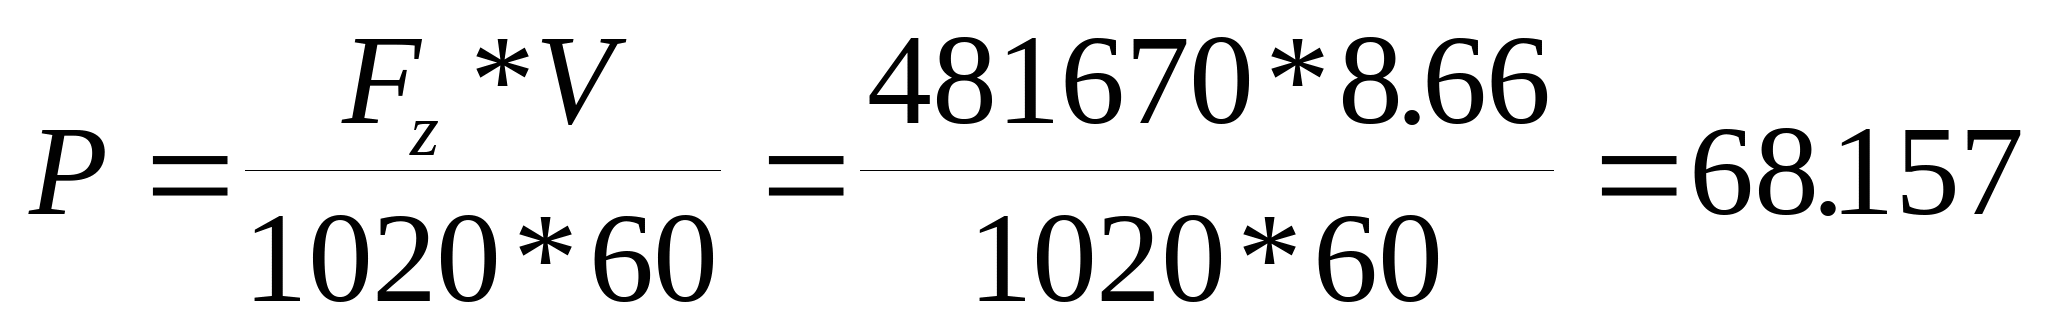 P = F_z * V / 1020 * 60 = 481670 * 8.66 / 1020 * 60 = 68.157